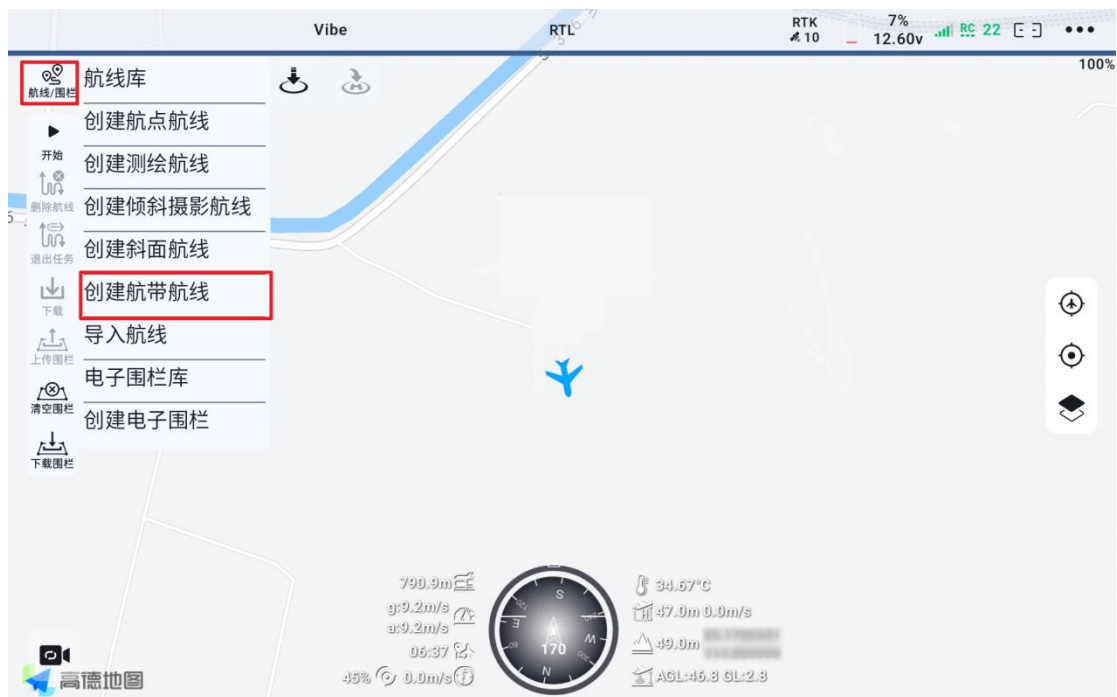 Vibe RTL RTK 7%
10 12.60v RC 22
100%
航线/围栏
航线库
创建航点航线
开始
创建测绘航线
删除航线
创建倾斜摄影航线
退出任务
创建斜面航线
下载
创建航带航线
上传围栏
导入航线
清空围栏
电子围栏库
下载围栏
创建电子围栏
790.9m
g:9.2m/s
a:9.2m/s
06:37
45% 0.0m/s
S
E
W
N
170
34.67°C
47.0m 0.0m/s
49.0m
AGL:46.8 GL:2.8
高德地图